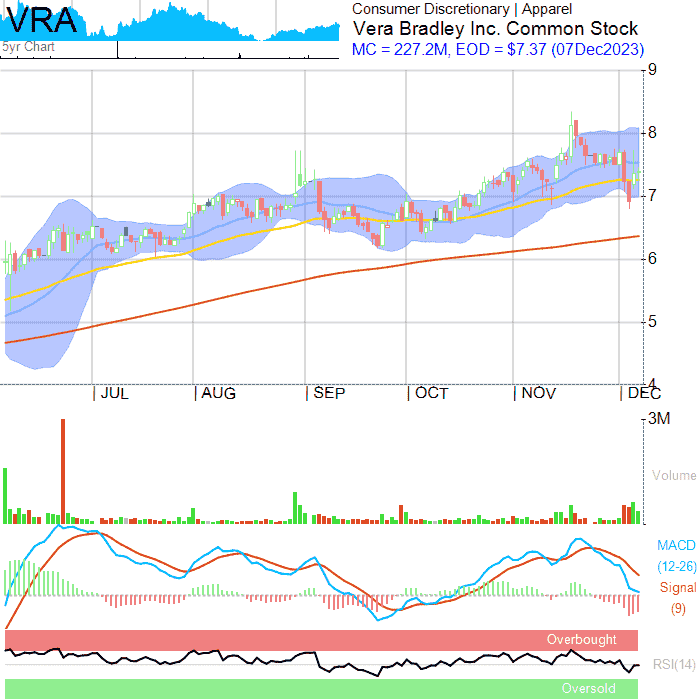 VRA
Consumer Discretionary | Apparel
Vera Bradley Inc. Common Stock
5yr Chart
MC = 227.2M, EOD = $7.37 (07Dec2023)
9
8
7
6
5
4
JUL AUG SEP OCT NOV DEC
3M
Volume
MACD
(12-26)
Signal
(9)
Overbought
RSI(14)
Oversold